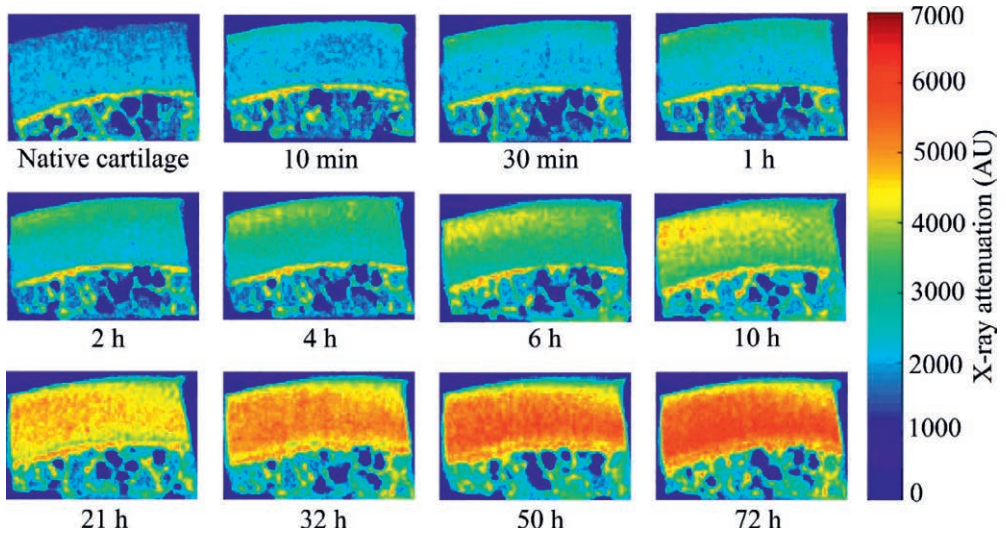 Native cartilage
10 min
30 min
1 h
2 h
4 h
6 h
10 h
21 h
32 h
50 h
72 h
7000
6000
5000
4000
3000
2000
1000
0
X-ray attenuation (AU)